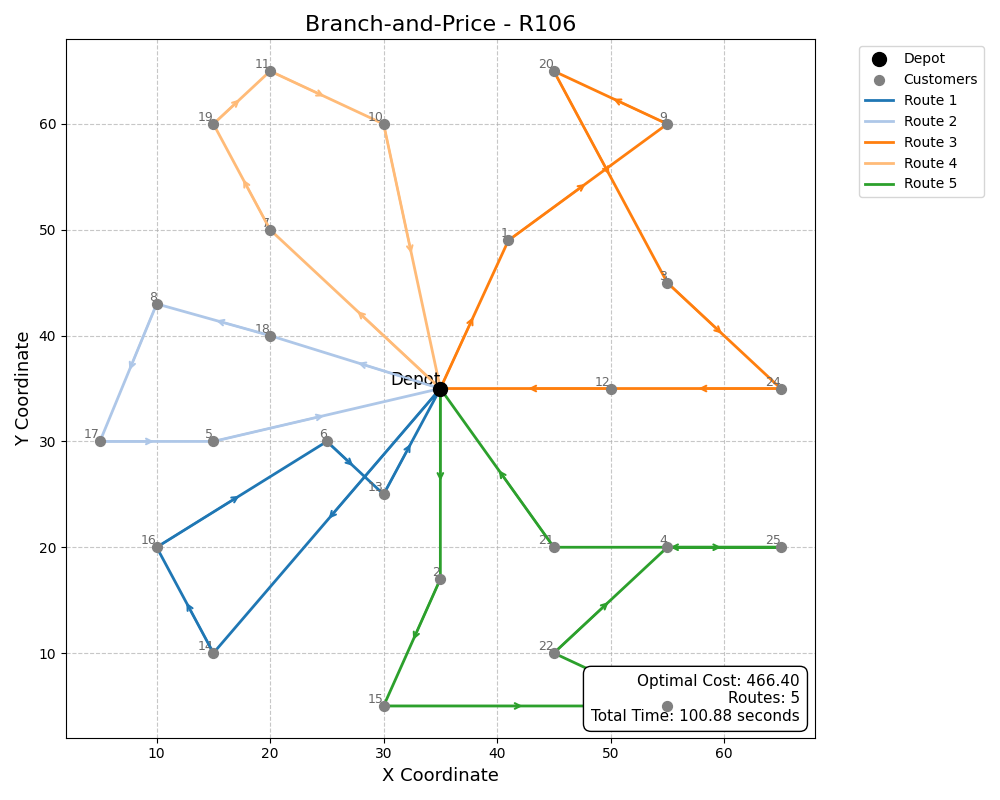 Branch-and-Price - R106
Depot
Customers
Route 1
Route 2
Route 3
Route 4
Route 5
11
20
60
19
10
9
50
7
1
3
8
40
18
Depot
12
24
Y Coordinate
30
17
5
6
13
20
16
21
4
25
2
10
14
22
15
Optimal Cost: 466.40
Routes: 5
Total Time: 100.88 seconds
10
20
30
40
50
60
X Coordinate